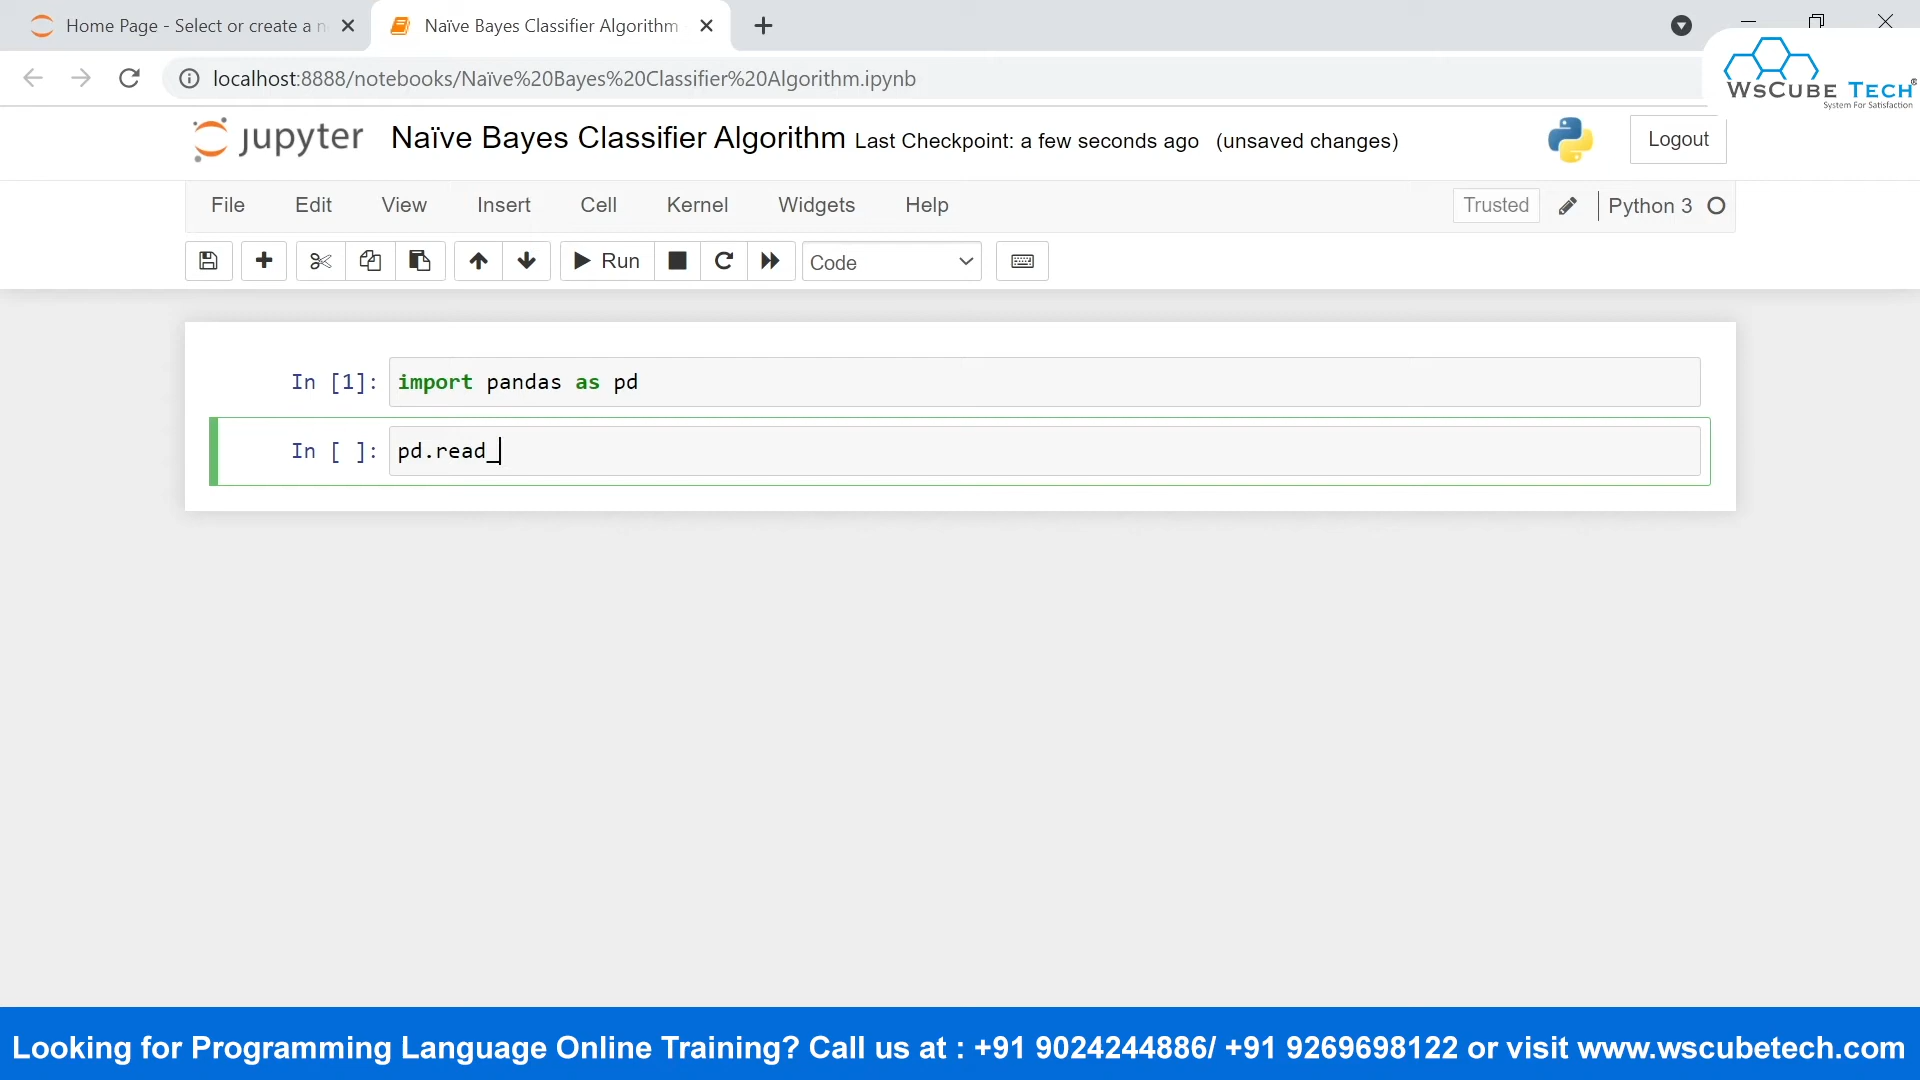 Home Page - Select or create a n
Naïve Bayes Classifier Algorithm
localhost:8888/notebooks/Naïve%20Bayes%20Classifier%20Algorithm.ipynb
WsCube Tech
System For Satisfaction
jupyter Naïve Bayes Classifier Algorithm Last Checkpoint: a few seconds ago (unsaved changes)
Logout
File Edit View Insert Cell Kernel Widgets Help Trusted Python 3
Run Code
In [1]: import pandas as pd
In [ ]: pd.read_
Looking for Programming Language Online Training? Call us at : +91 9024244886/ +91 9269698122 or visit www.wscubetech.com